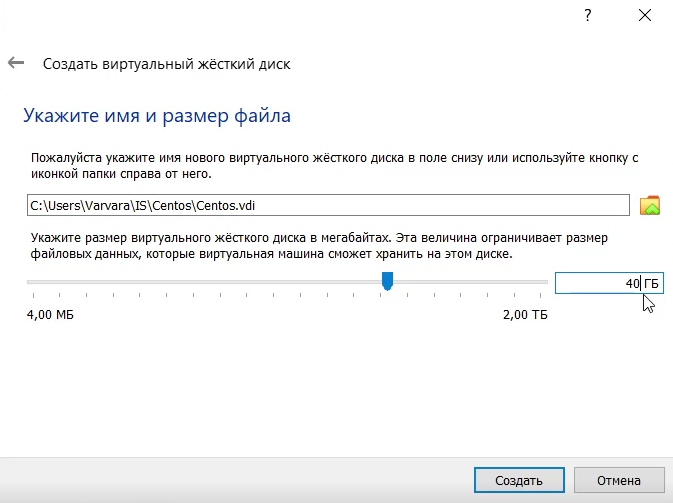 ?
Создать виртуальный жёсткий диск
Укажите имя и размер файла
Пожалуйста укажите имя нового виртуального жёсткого диска в поле снизу или используйте кнопку с
иконкой папки справа от него.
C:\Users\Varvara\IS\Centos\Centos.vdi
Укажите размер виртуального жёсткого диска в мегабайтах. Эта величина ограничивает размер
файловых данных, которые виртуальная машина сможет хранить на этом диске.
40 ГБ
4,00 МБ 2,00 ТБ
Создать Отмена